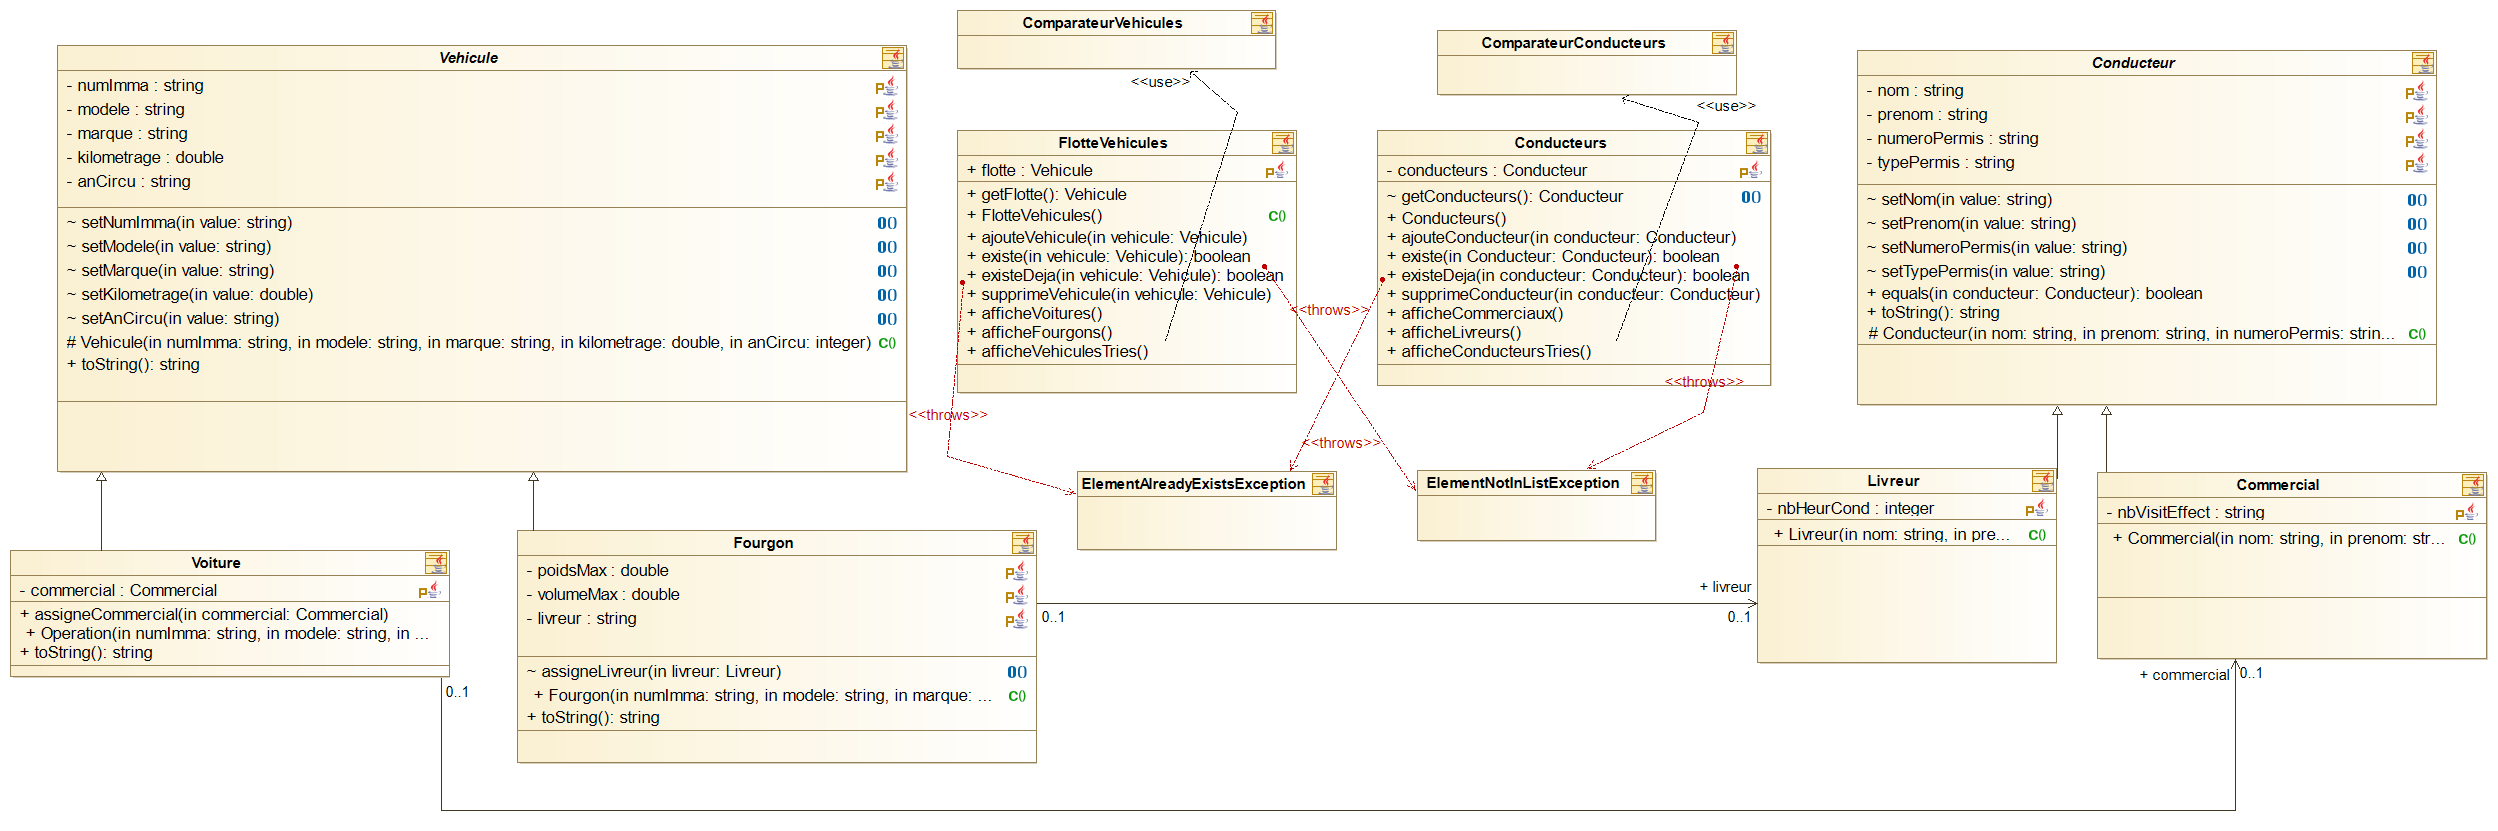 Vehicule
- numImma : string
- modele : string
- marque : string
- kilometrage : double
- anCircu : string
~ setNumImma(in value: string)
~ setModele(in value: string)
~ setMarque(in value: string)
~ setKilometrage(in value: double)
~ setAnCircu(in value: string)
# Vehicule(in numImma: string, in modele: string, in marque: string, in kilometrage: double, in anCircu: integer)
+ toString(): string
ComparateurVehicules
<<use>>
FlotteVehicules
+ flotte : Vehicule
+ getFlotte(): Vehicule
+ FlotteVehicules()
+ ajouteVehicule(in vehicule: Vehicule)
+ existe(in vehicule: Vehicule): boolean
+ existeDeja(in vehicule: Vehicule): boolean
+ supprimeVehicule(in vehicule: Vehicule)
+ afficheVoitures()
+ afficheFourgons()
+ afficheVehiculesTries()
ComparateurConducteurs
<<use>>
Conducteurs
- conducteurs : Conducteur
~ getConducteurs(): Conducteur
+ Conducteurs()
+ ajouteConducteur(in conducteur: Conducteur)
+ existe(in Conducteur: Conducteur): boolean
+ existeDeja(in conducteur: Conducteur): boolean
+ supprimeConducteur(in conducteur: Conducteur)
+ afficheCommerciaux()
+ afficheLivreurs()
+ afficheConducteursTries()
Conducteur
- nom : string
- prenom : string
- numeroPermis : string
- typePermis : string
~ setNom(in value: string)
~ setPrenom(in value: string)
~ setNumeroPermis(in value: string)
~ setTypePermis(in value: string)
+ equals(in conducteur: Conducteur): boolean
+ toString(): string
# Conducteur(in nom: string, in prenom: string, in numeroPermis: strin...
<<throws>>
<<throws>>
<<throws>>
<<throws>>
ElementAlreadyExistsException
ElementNotInListException
Livreur
- nbHeurCond : integer
+ Livreur(in nom: string, in pre...
Commercial
- nbVisitEffect : string
+ Commercial(in nom: string, in prenom: str...
Voiture
- commercial : Commercial
+ assigneCommercial(in commercial: Commercial)
+ Operation(in numImma: string, in modele: string, in ...
+ toString(): string
Fourgon
- poidsMax : double
- volumeMax : double
- livreur : string
~ assigneLivreur(in livreur: Livreur)
+ Fourgon(in numImma: string, in modele: string, in marque: ...
+ toString(): string
+ livreur
0..1
0..1
0..1
+ commercial
0..1